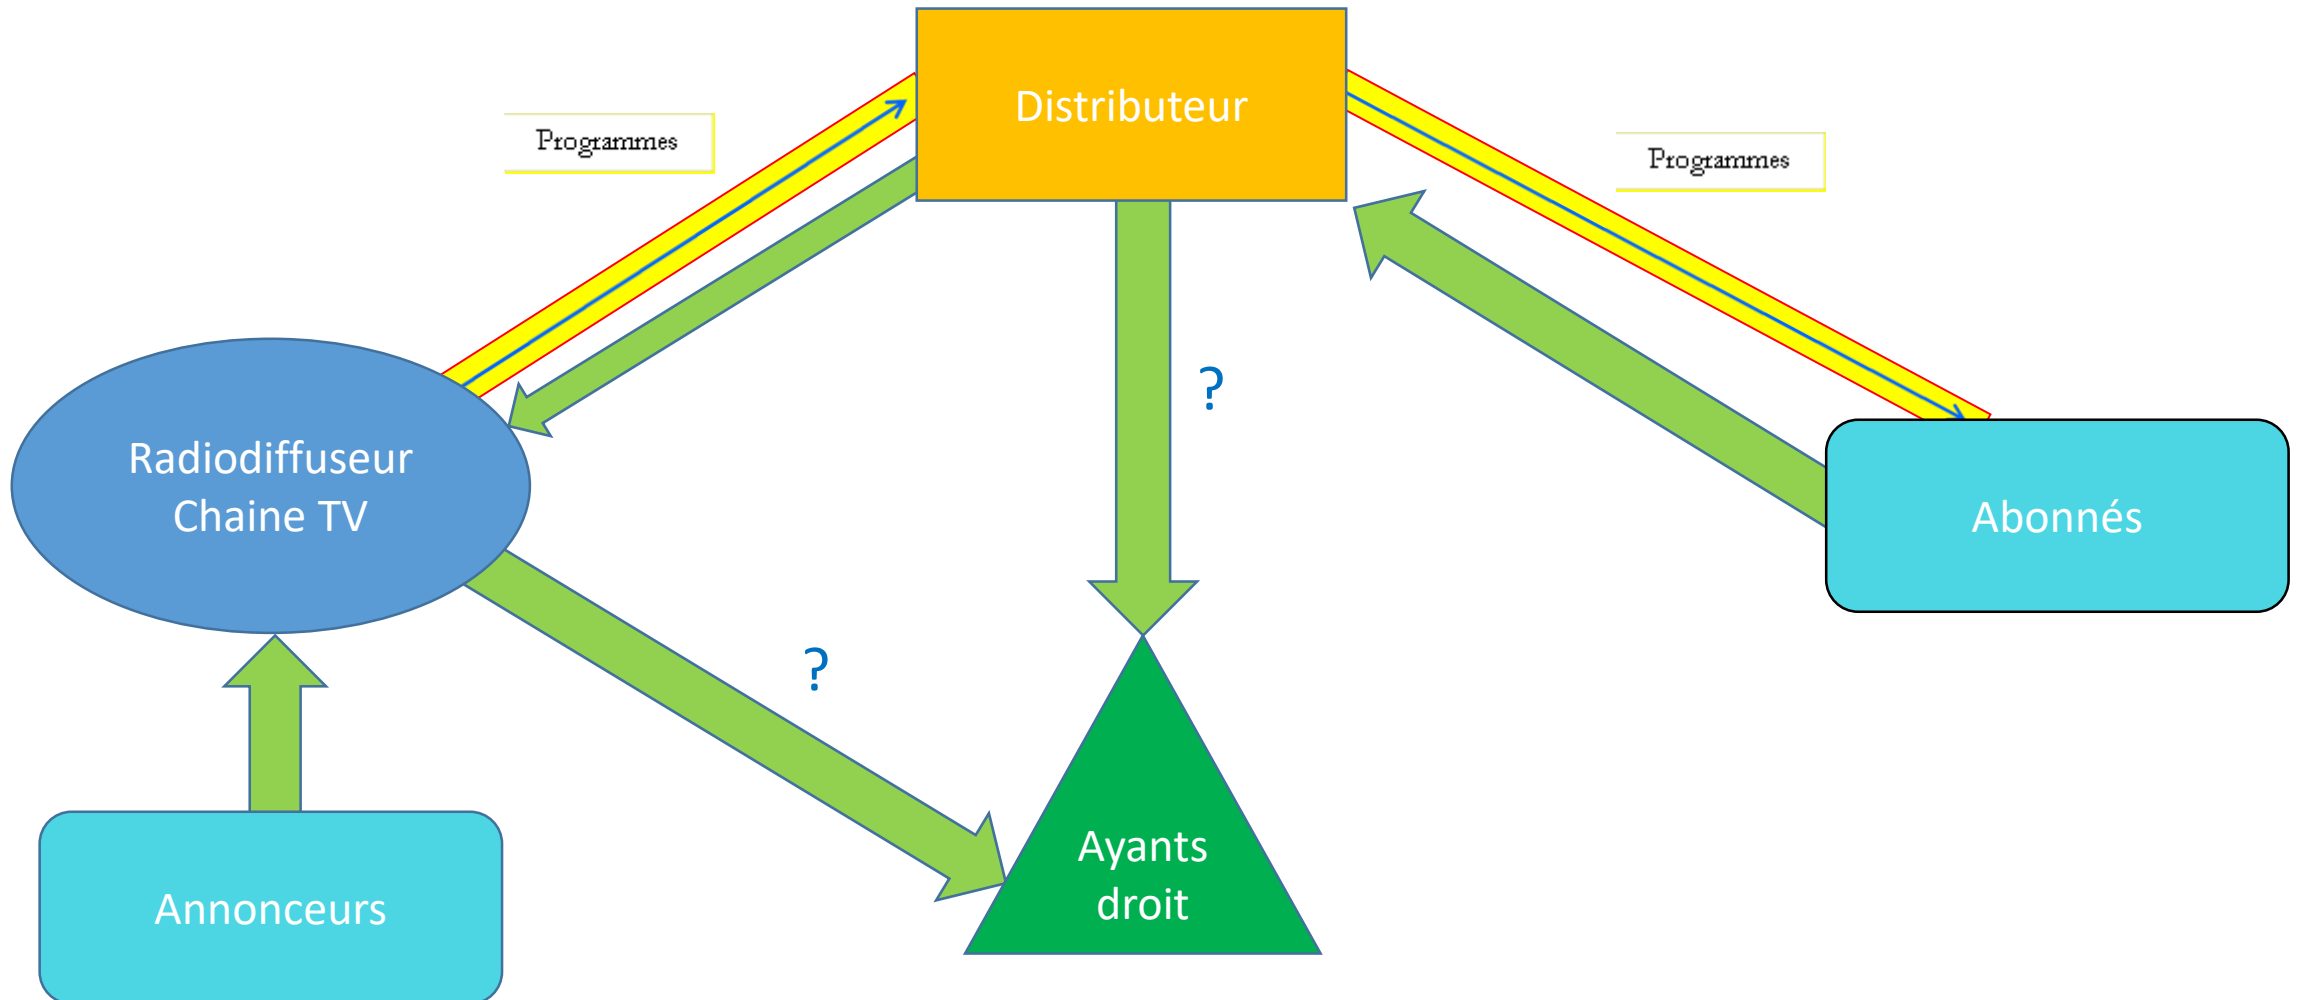 Distributeur
Programmes
Programmes
?
Radiodiffuseur
Chaine TV
Abonnés
?
Ayants
droit
Annonceurs